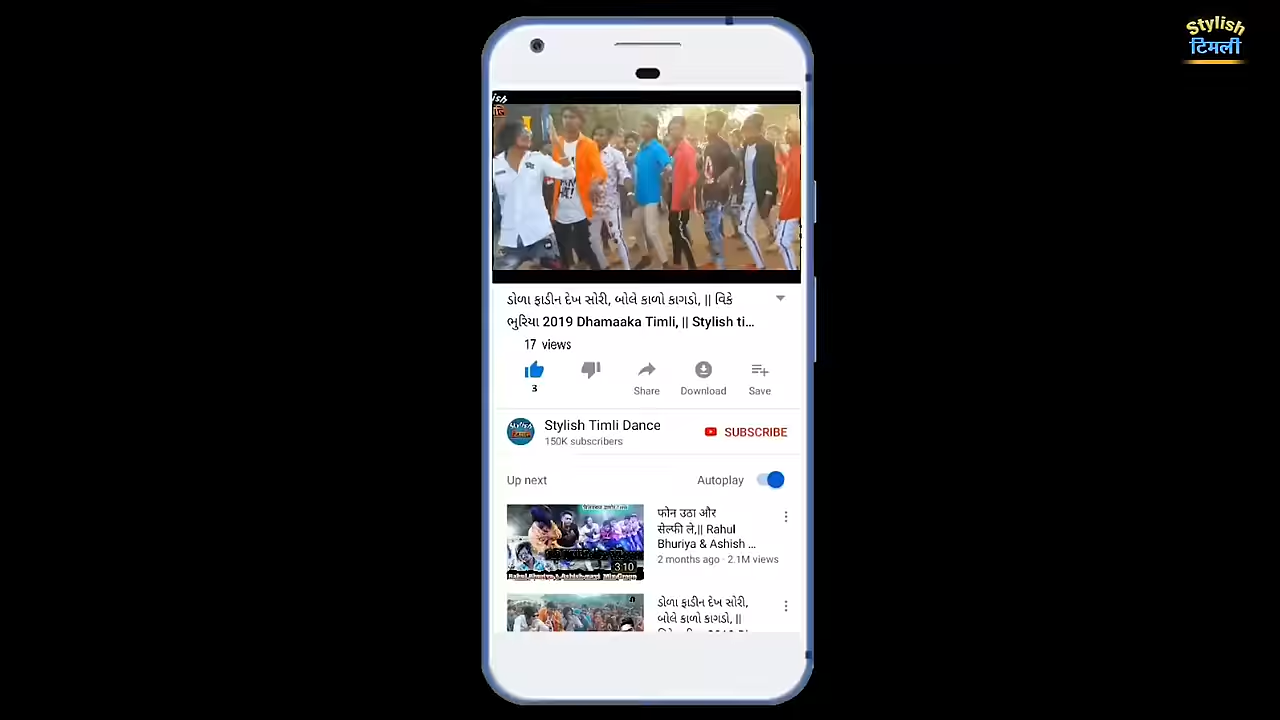 Stylish
टिमली
ish
ડોળા ફાડીન દેખ સોરી, બોલે કાળો કાગડો, || વિકે
ભુરિયા 2019 Dhamaaka Timli, || Stylish ti...
17 views
3
Share
Download
Save
Stylish Timli Dance
150K subscribers
SUBSCRIBE
Up next
Autoplay
फोन उठा और
सेल्फी ले,|| Rahul
Bhuriya & Ashish ...
2 months ago · 2.1M views
3:10
ડોળા ફાડીન દેખ સોરી,
બોલે કાળો કાગડો, ||